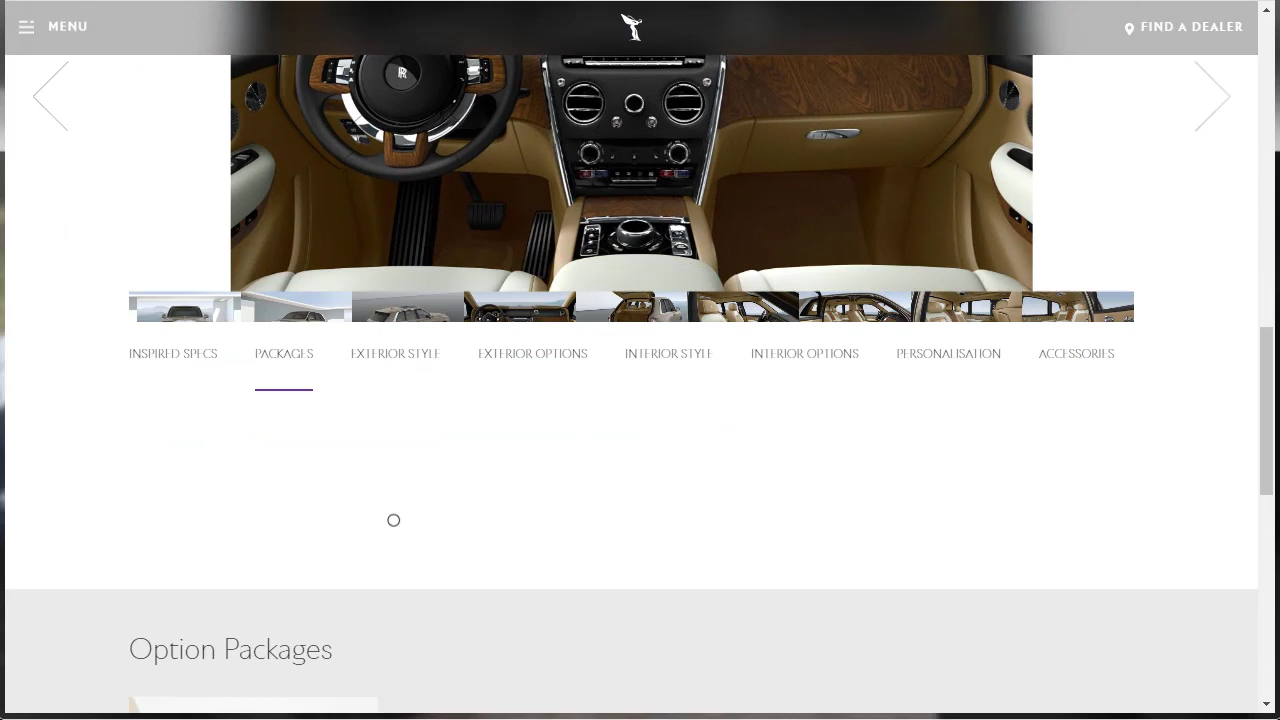 MENU
FIND A DEALER
INSPIRED SPECS
PACKAGES
EXTERIOR STYLE
EXTERIOR OPTIONS
INTERIOR STYLE
INTERIOR OPTIONS
PERSONALISATION
ACCESSORIES
Option Packages